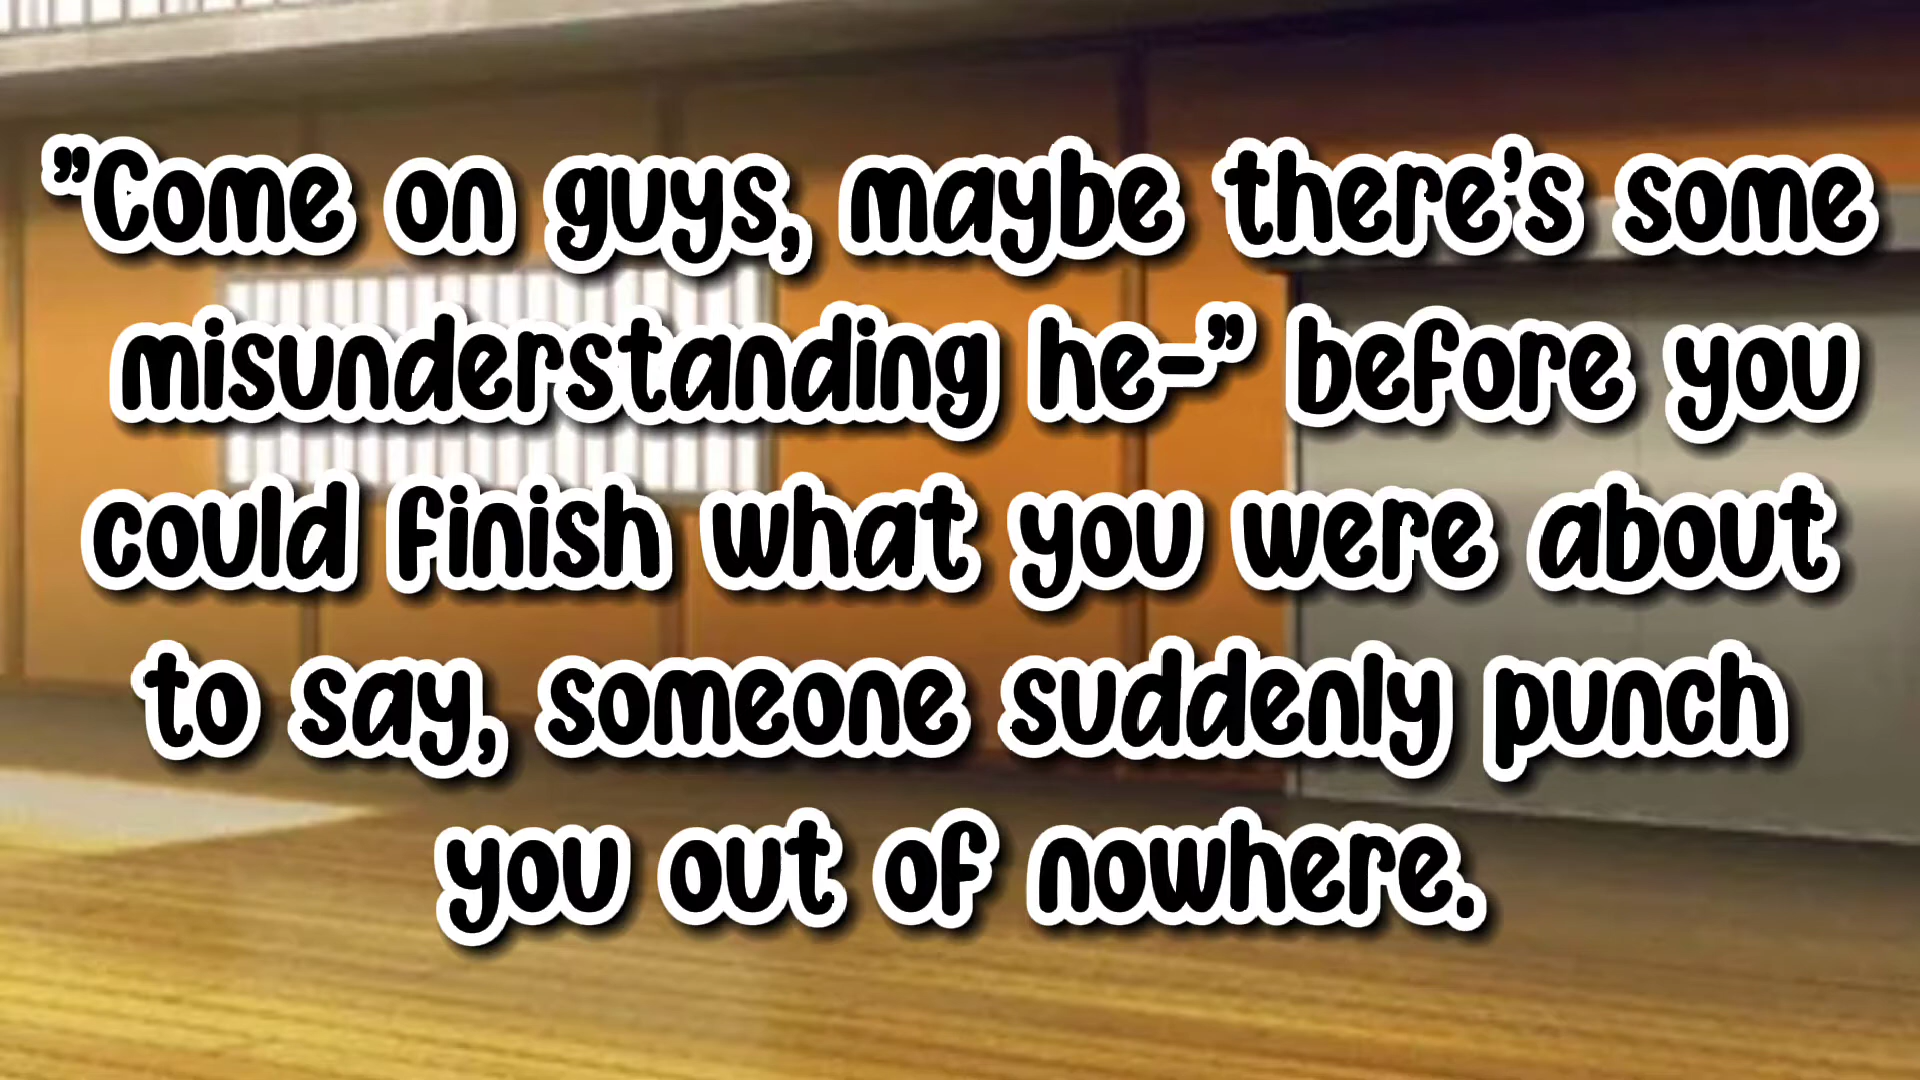 ”Come on guys, maybe there’s some
misunderstanding he-” before you
could finish what you were about
to say, someone suddenly punch
you out of nowhere.